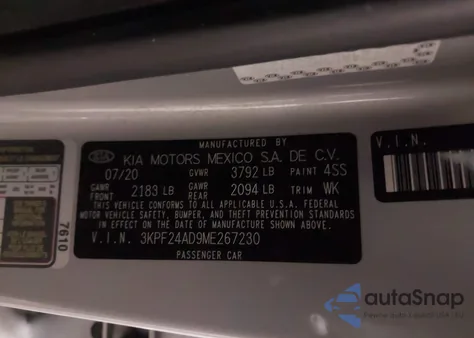 MANUFACTURED BY
KIA KIA MOTORS MEXICO S.A. DE C.V.
07/20 GVWR 3792 LB PAINT 4SS
GAWR FRONT 2183 LB GAWR REAR 2094 LB TRIM WK
THIS VEHICLE CONFORMS TO ALL APPLICABLE U.S.A. FEDERAL
MOTOR VEHICLE SAFETY, BUMPER, AND THEFT PREVENTION STANDARDS
IN EFFECT ON THE DATE OF MANUFACTURE SHOWN ABOVE.
V.I.N. 3KPF24AD9ME267230
PASSENGER CAR
7610
V.I.N.
autoSnap